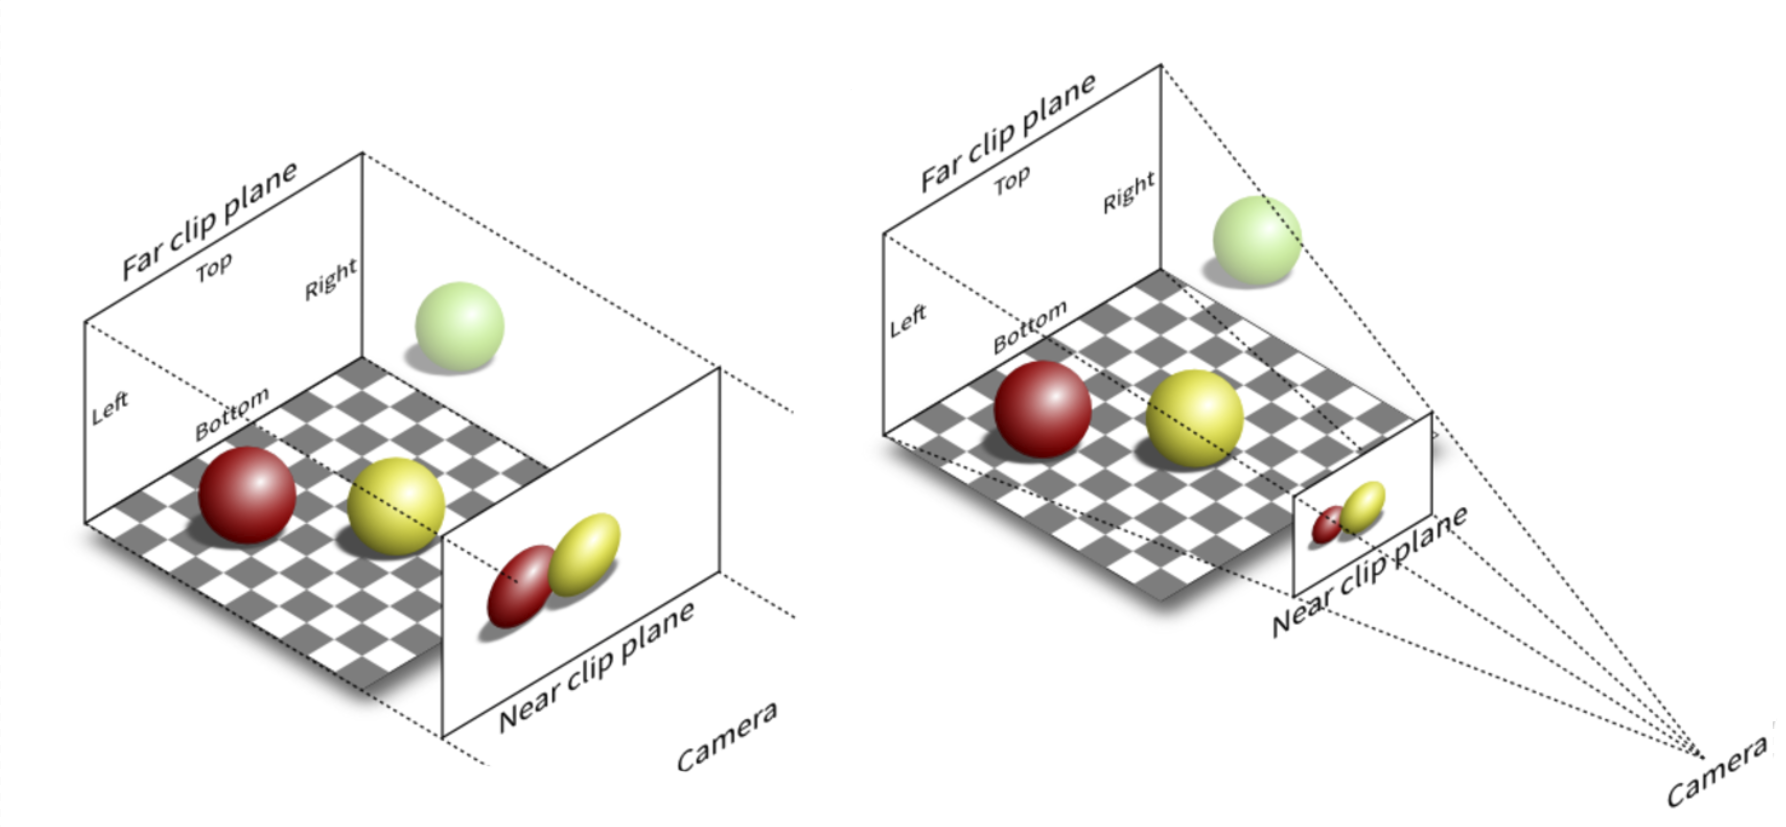 Far clip plane
Top
Right
Left
Bottom
Near clip plane
Camera
Far clip plane
Top
Right
Left
Bottom
Near clip plane
Camera